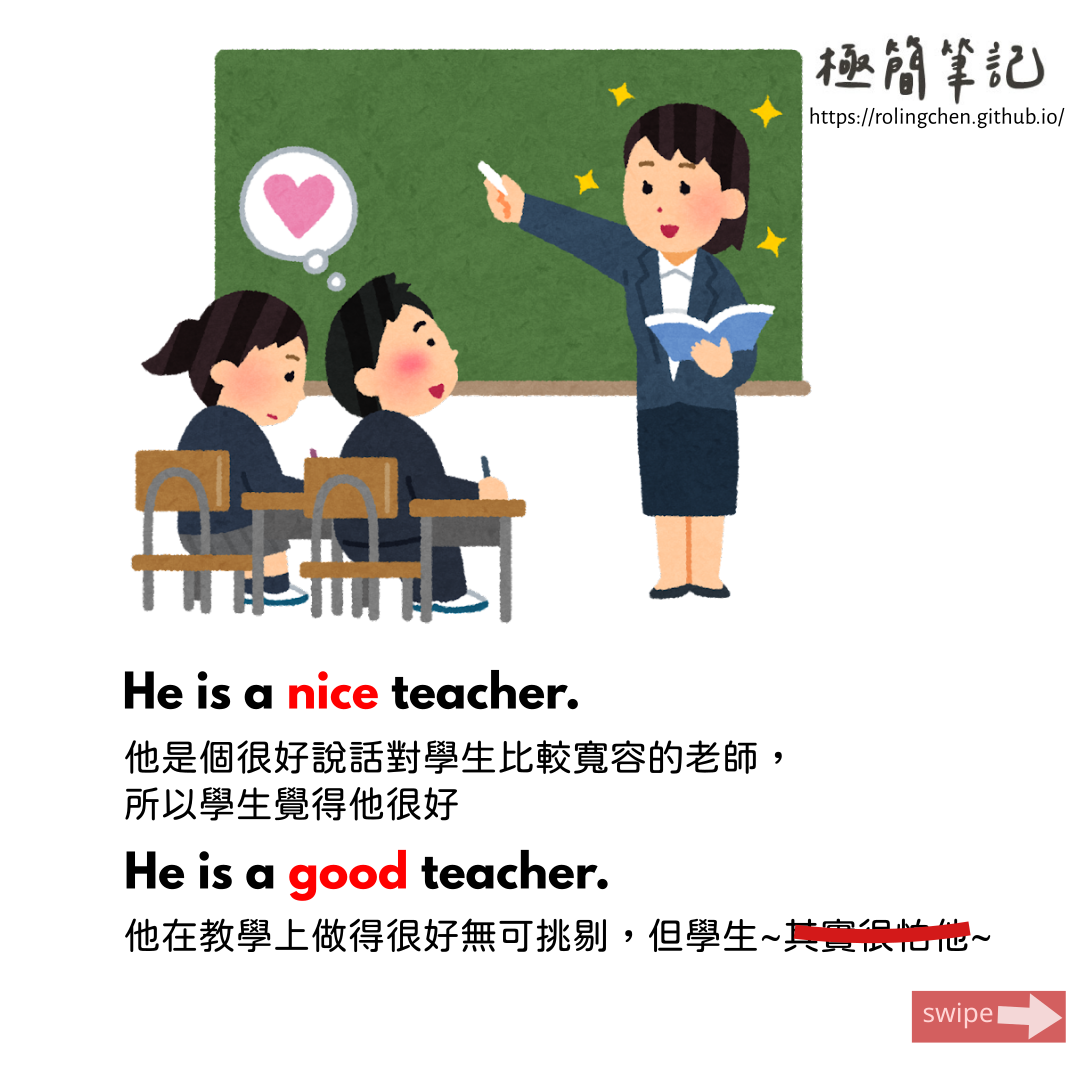 極簡筆記
https://rolingchen.github.io/
He is a nice teacher.
他是個很好說話對學生比較寬容的老師，
所以學生覺得他很好
He is a good teacher.
他在教學上做得很好無可挑剔，但學生~其實很怕他~
swipe